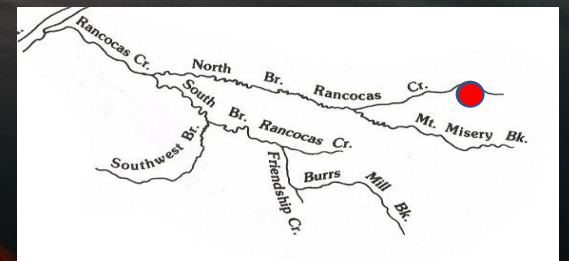 Rancocas Cr.
North Br. Rancocas Cr.
Mt. Misery Bk.
South Br. Rancocas Cr.
Southwest Br.
Friendship Cr.
Burrs Mill Bk.